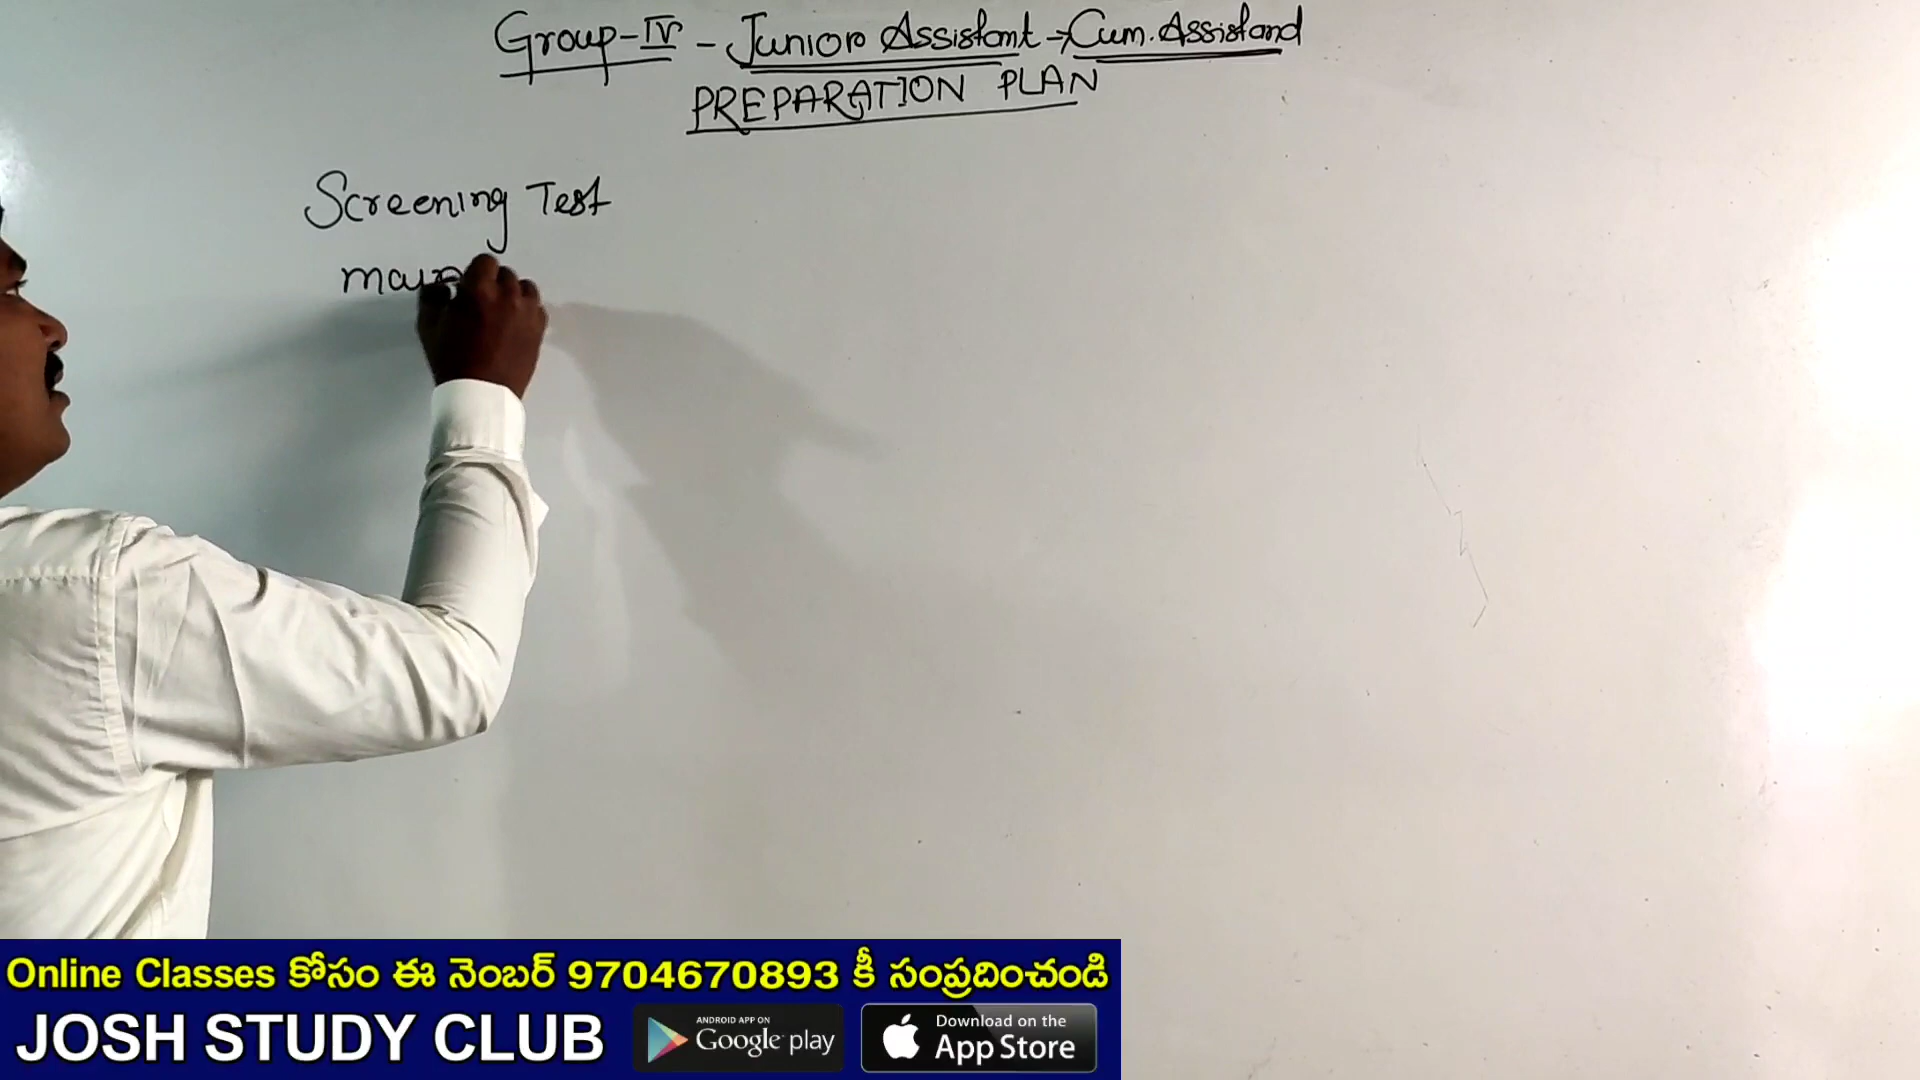 Group-IV - Junior Assistant → Cum. Assistand
PREPARATION PLAN
Screening Test
Online Classes కోసం ఈ నెంబర్ 9704670893 కీ సంప్రదించండి
JOSH STUDY CLUB
ANDROID APP ON
Google play
Download on the
App Store